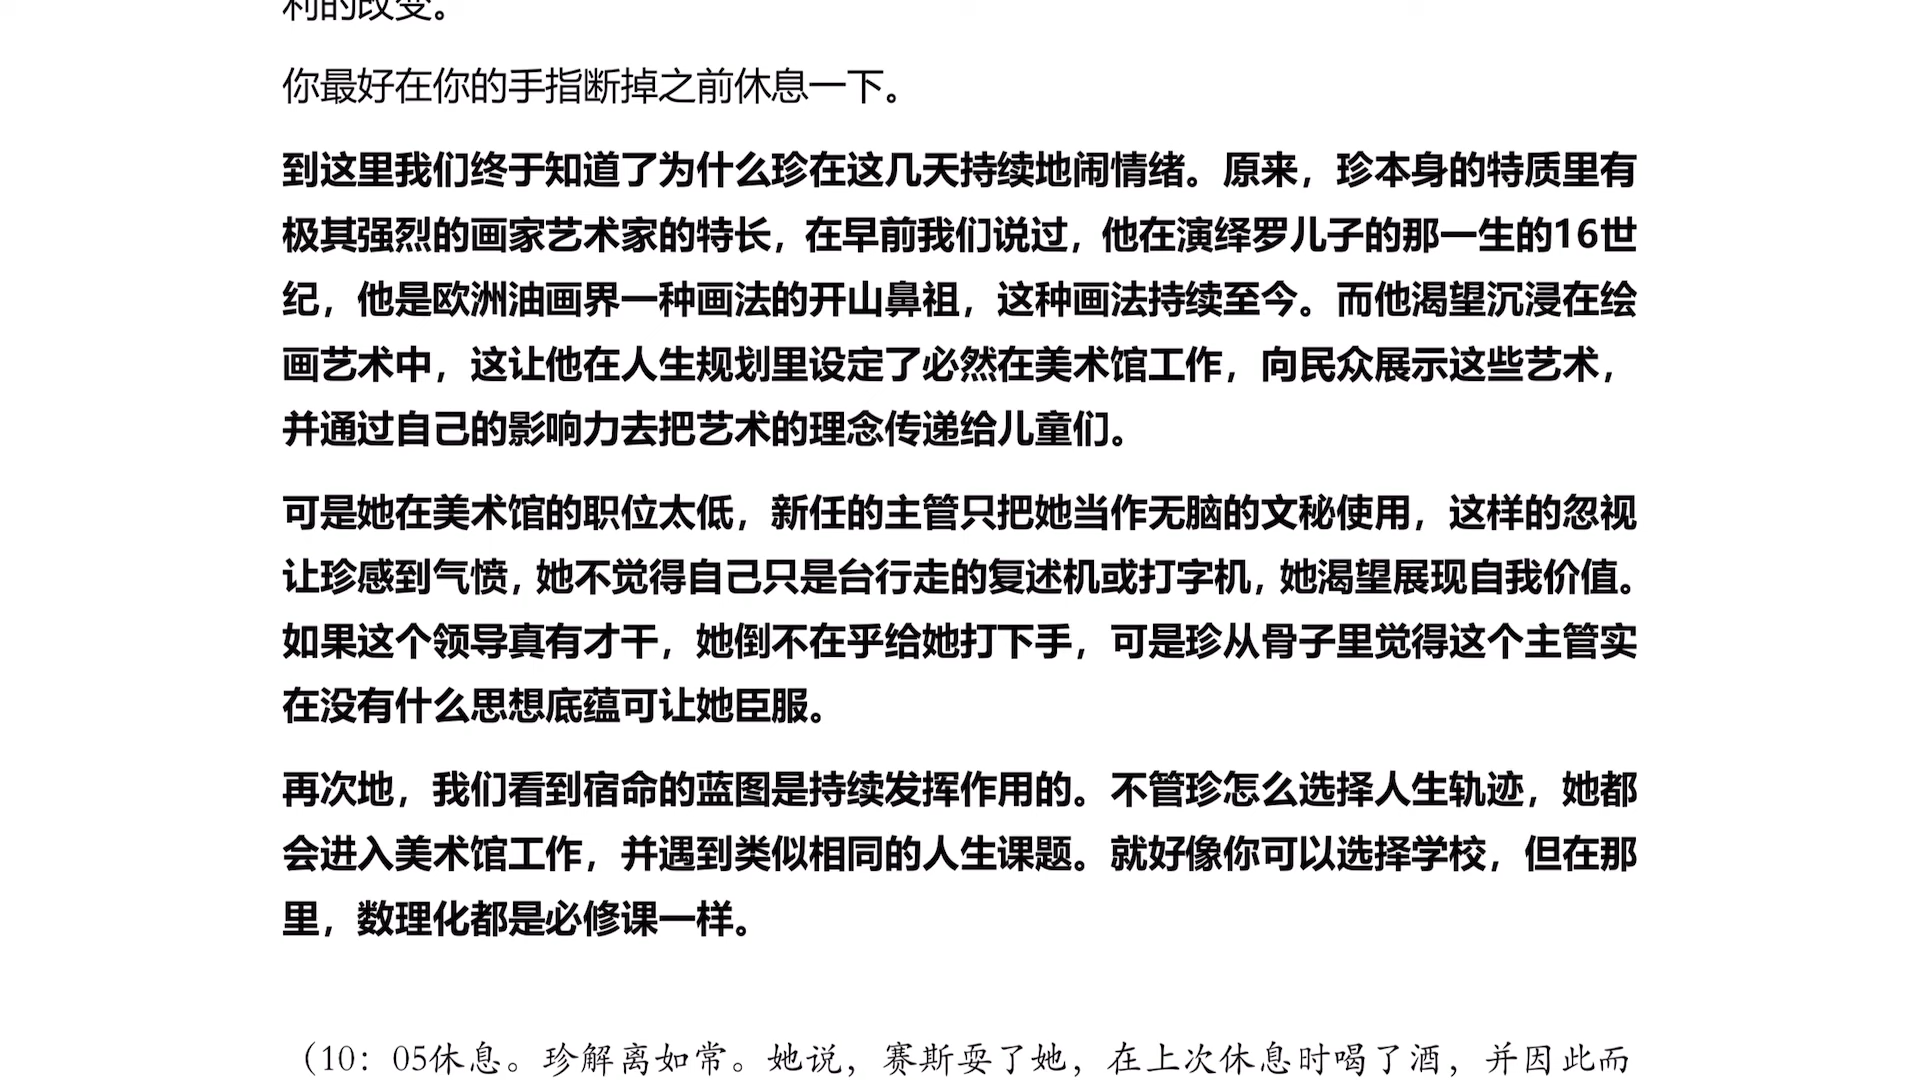 利的改变。
你最好在你的手指断掉之前休息一下。
到这里我们终于知道了为什么珍在这几天持续地闹情绪。原来，珍本身的特质里有
极其强烈的画家艺术家的特长，在早前我们说过，他在演绎罗儿子的那一生的16世
纪，他是欧洲油画界一种画法的开山鼻祖，这种画法持续至今。而他渴望沉浸在绘
画艺术中，这让他在人生规划里设定了必然在美术馆工作，向民众展示这些艺术，
并通过自己的影响力去把艺术的理念传递给儿童们。
可是她在美术馆的职位太低，新任的主管只把她当作无脑的文秘使用，这样的忽视
让珍感到气愤，她不觉得自己只是台行走的复述机或打字机，她渴望展现自我价值。
如果这个领导真有才干，她倒不在乎给她打下手，可是珍从骨子里觉得这个主管实
在没有什么思想底蕴可让她臣服。
再次地，我们看到宿命的蓝图是持续发挥作用的。不管珍怎么选择人生轨迹，她都
会进入美术馆工作，并遇到类似相同的人生课题。就好像你可以选择学校，但在那
里，数理化都是必修课一样。
（10：05休息。珍解离如常。她说，赛斯耍了她，在上次休息时喝了酒，并因此而